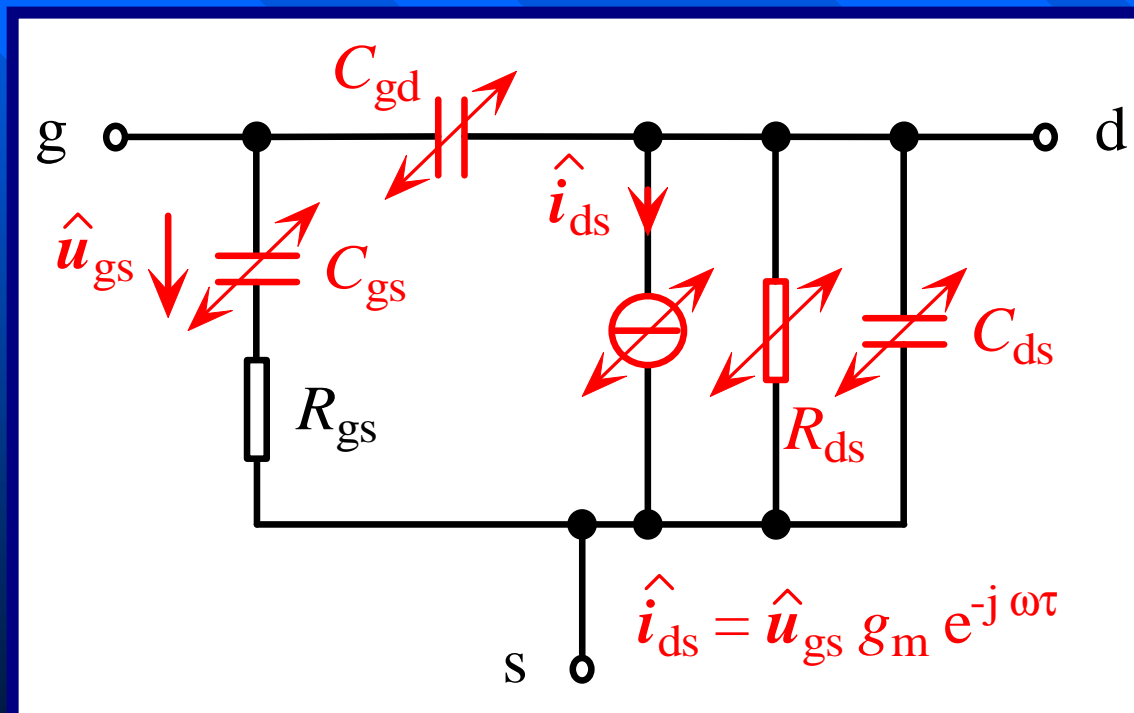 C_gd
g
d
î_ds
û_gs
C_gs
C_ds
R_gs
R_ds
î_ds = û_gs g_m e^-j ωτ
s